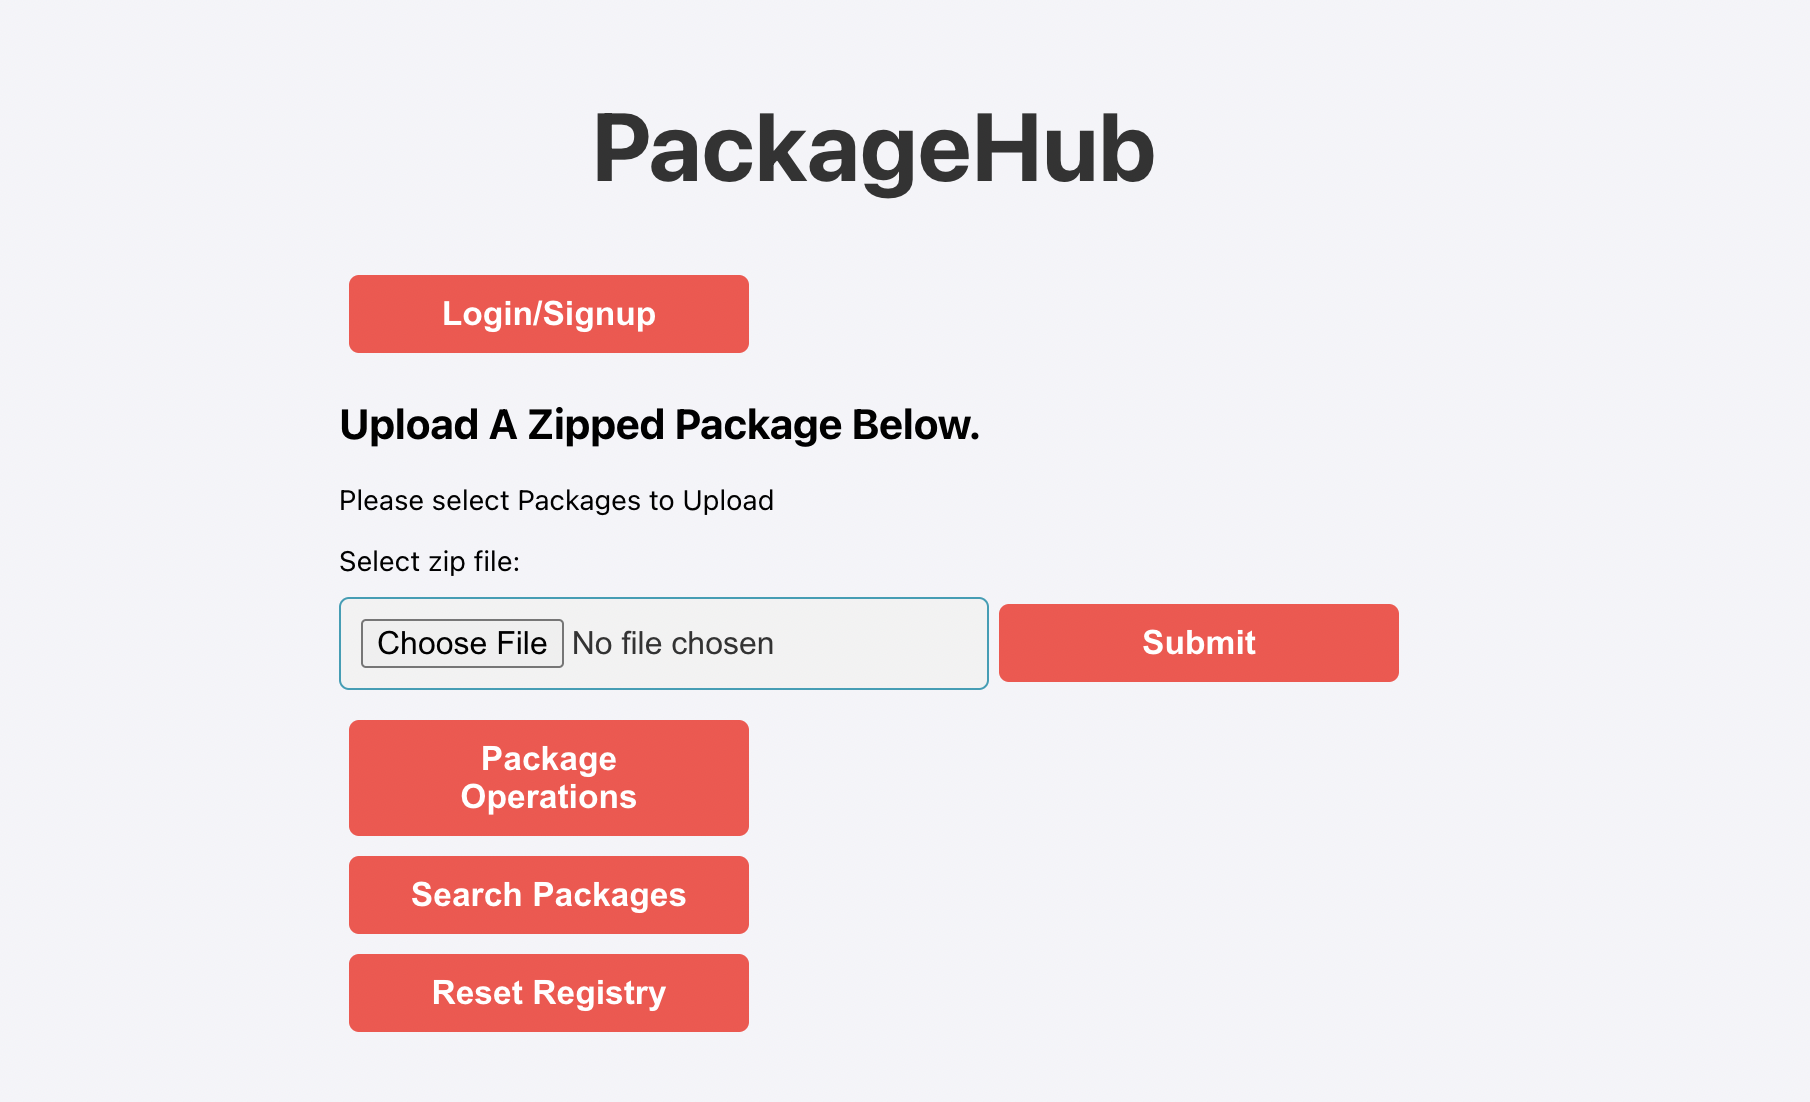 PackageHub
Login/Signup
Upload A Zipped Package Below.
Please select Packages to Upload
Select zip file:
Choose File No file chosen
Submit
Package
Operations
Search Packages
Reset Registry